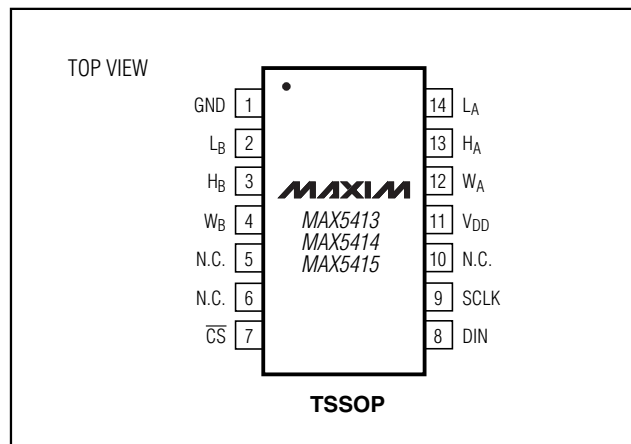 TOP VIEW
GND 1
LB 2
HB 3
WB 4
N.C. 5
N.C. 6
CS 7
MAXIM
MAX5413
MAX5414
MAX5415
14 LA
13 HA
12 WA
11 VDD
10 N.C.
9 SCLK
8 DIN
TSSOP